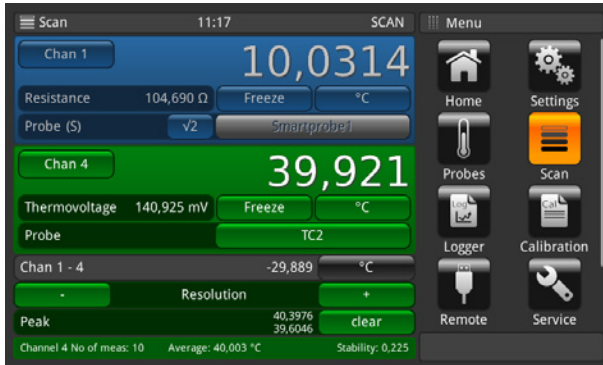 Scan 11:17 SCAN
Chan 1 10,0314
Resistance 104,690 Ω Freeze °C
Probe (S) √2 Smartprobe1
Chan 4 39,921
Thermovoltage 140,925 mV Freeze °C
Probe TC2
Chan 1 - 4 -29,889 °C
- Resolution +
Peak 40,3976
39,6046 clear
Channel 4 No of meas: 10 Average: 40,003 °C Stability: 0,225
Menu
Home Settings
Probes Scan
Log Cal
Logger Calibration
Remote Service